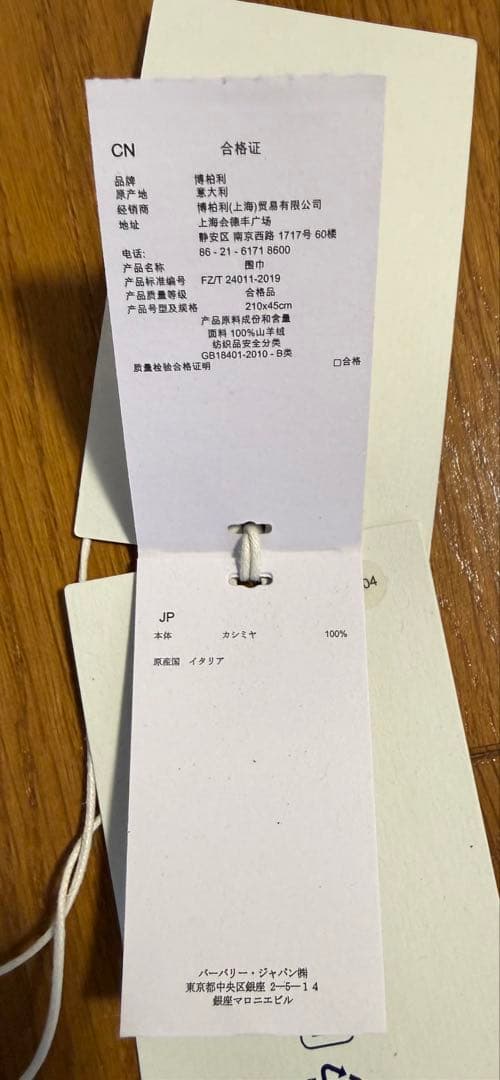 CN 合格证
品牌 博柏利
原产地 意大利
经销商 博柏利(上海)贸易有限公司
地址 上海会德丰广场
静安区 南京西路 1717号 60楼
电话: 86 - 21 - 6171 8600
产品名称 围巾
产品标准编号 FZ/T 24011-2019
产品质量等级 合格品
产品号型及规格 210x45cm
产品原料成份和含量
面料 100%山羊绒
纺织品安全分类
GB18401-2010 - B类
质量检验合格证明 □合格
04
JP
本体 カシミヤ 100%
原産国 イタリア
バーバリー・ジャパン㈱
東京都中央区銀座 2-5-14
銀座マロニエビル